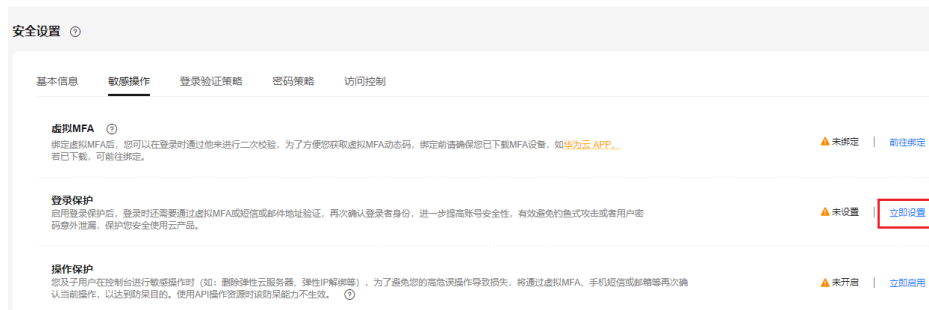 安全设置 ?
基本信息 敏感操作 登录验证策略 密码策略 访问控制
虚拟MFA ?
绑定虚拟MFA后，您可以在登录时通过他来进行二次校验，为了方便您获取虚拟MFA动态码，绑定前请确保您已下载MFA设备，如华为云 APP，
若已下载，可前往绑定。
未绑定 | 前往绑定
登录保护
启用登录保护后，登录时还需要通过虚拟MFA或短信或邮件地址验证，再次确认登录者身份，进一步提高账号安全性，有效避免钓鱼式攻击或者用户密
码意外泄漏，保护您安全使用云产品。
未设置 | 立即设置
操作保护
您及子用户在控制台进行敏感操作时（如：删除弹性云服务器、弹性IP解绑等），为了避免您的高危误操作导致损失，将通过虚拟MFA、手机短信或邮箱等再次确
认当前操作，以达到防呆目的。使用API操作资源时该防呆能力不生效。 ?
未开启 | 立即启用